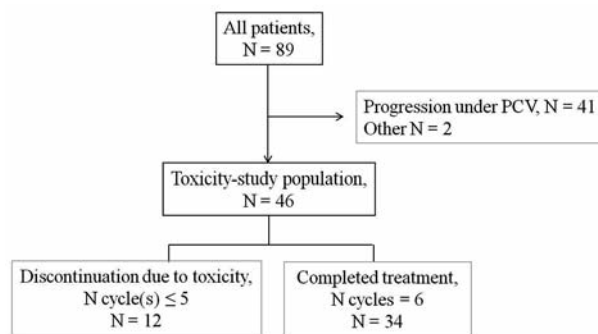 All patients,
N = 89
Progression under PCV, N = 41
Other N = 2
Toxicity-study population,
N = 46
Discontinuation due to toxicity,
N cycle(s) ≤ 5
N = 12
Completed treatment,
N cycles = 6
N = 34